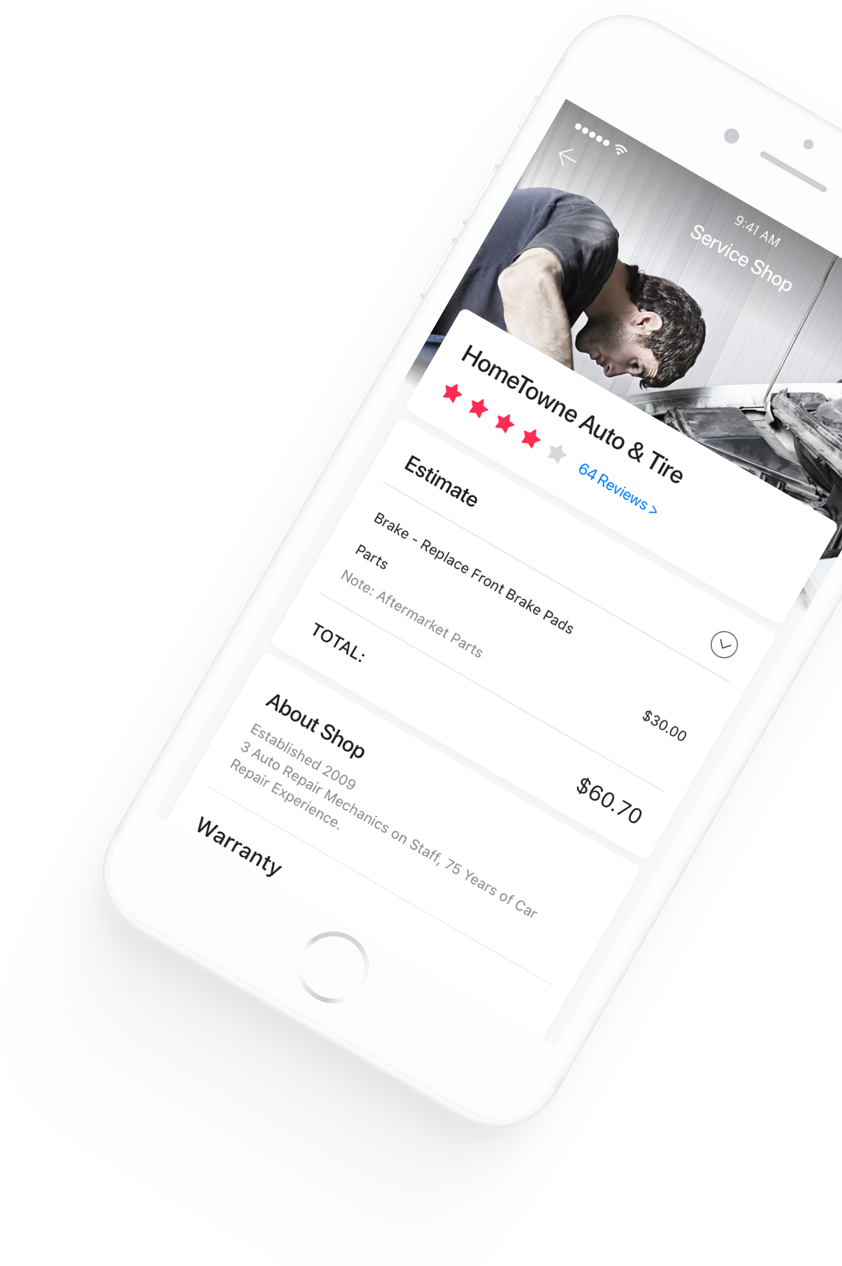 9:41 AM
Service Shop
HomeTowne Auto & Tire
64 Reviews >
Estimate
Brake - Replace Front Brake Pads
Parts
$30.00
Note: Aftermarket Parts
TOTAL:
$60.70
About Shop
Established 2009
3 Auto Repair Mechanics on Staff, 75 Years of Car
Repair Experience.
Warranty